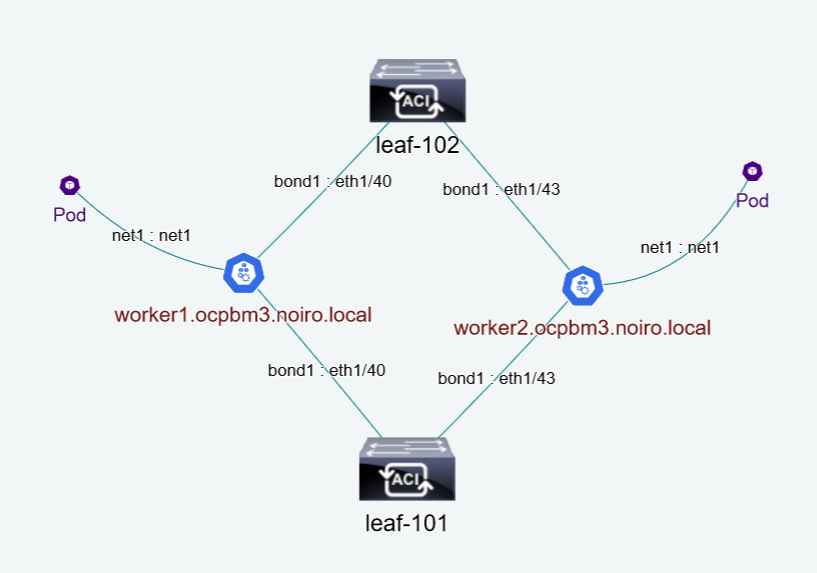 ACI
leaf-102
bond1 : eth1/40
bond1 : eth1/43
Pod
Pod
net1 : net1
net1 : net1
worker1.ocpbm3.noiro.local
worker2.ocpbm3.noiro.local
bond1 : eth1/40
bond1 : eth1/43
ACI
leaf-101